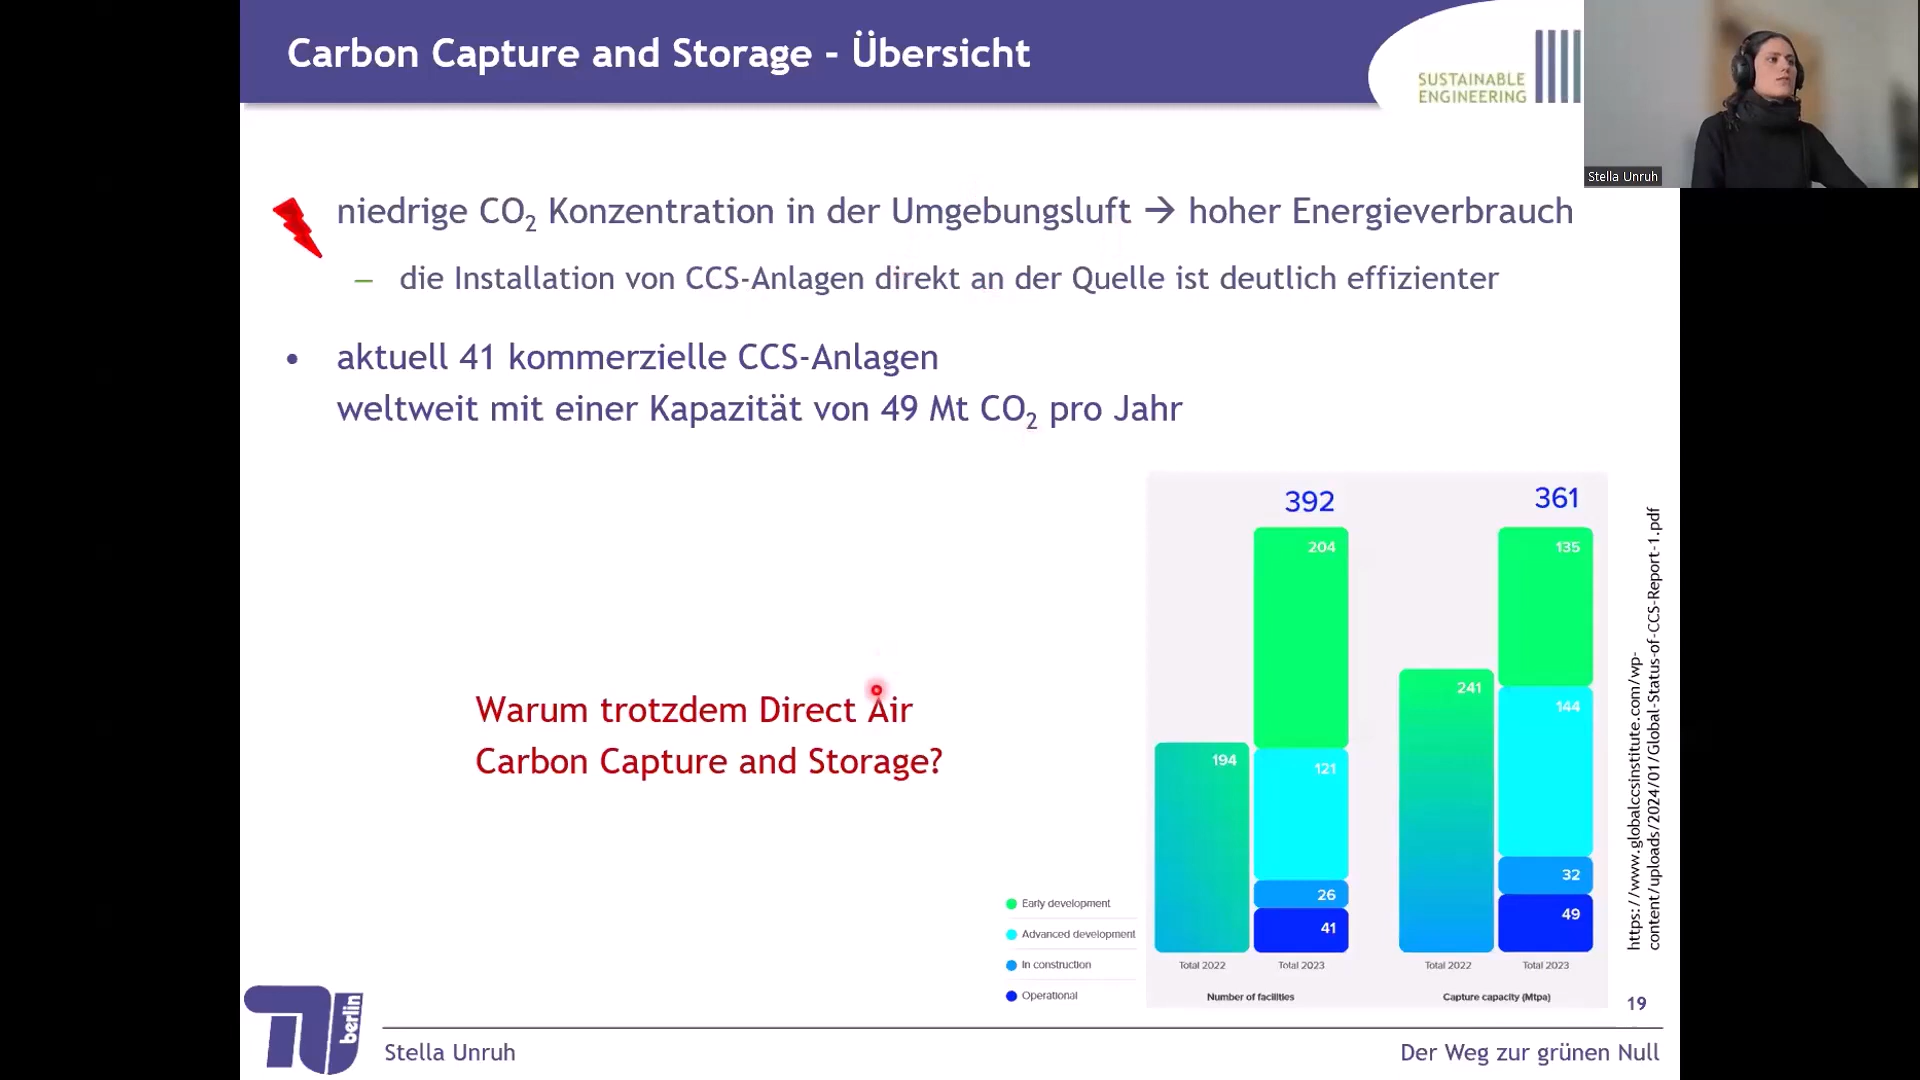 Carbon Capture and Storage - Übersicht
SUSTAINABLE
ENGINEERING
Stella Unruh
niedrige CO₂ Konzentration in der Umgebungsluft → hoher Energieverbrauch
– die Installation von CCS-Anlagen direkt an der Quelle ist deutlich effizienter
• aktuell 41 kommerzielle CCS-Anlagen
weltweit mit einer Kapazität von 49 Mt CO₂ pro Jahr
Warum trotzdem Direct Air
Carbon Capture and Storage?
Early development
Advanced development
In construction
Operational
392
204
194
121
26
41
Total 2022
Total 2023
Number of facilities
361
135
241
144
32
49
Total 2022
Total 2023
Capture capacity (Mtpa)
https://www.globalccsinstitute.com/wp-
content/uploads/2024/01/Global-Status-of-CCS-Report-1.pdf
19
berlin
Stella Unruh
Der Weg zur grünen Null